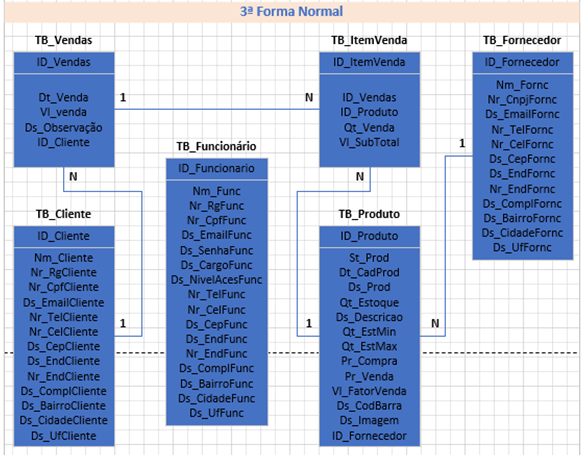 3ª Forma Normal
TB_Vendas
ID_Vendas
Dt_Venda
Vl_venda
Ds_Observação
ID_Cliente
1
N
N
TB_ItemVenda
ID_ItemVenda
ID_Vendas
ID_Produto
Qt_Venda
Vl_SubTotal
N
TB_Fornecedor
ID_Fornecedor
Nm_Fornc
Nr_CnpjFornc
Ds_EmailFornc
Nr_TelFornc
Nr_CelFornc
Ds_CepFornc
Ds_EndFornc
Nr_EndFornc
Ds_ComplFornc
Ds_BairroFornc
Ds_CidadeFornc
Ds_UfFornc
1
TB_Funcionário
ID_Funcionario
Nm_Func
Nr_RgFunc
Nr_CpfFunc
Ds_EmailFunc
Ds_SenhaFunc
Ds_CargoFunc
Ds_NivelAcesFunc
Nr_TelFunc
Nr_CelFunc
Ds_CepFunc
Ds_EndFunc
Nr_EndFunc
Ds_ComplFunc
Ds_BairroFunc
Ds_CidadeFunc
Ds_UfFunc
TB_Cliente
ID_Cliente
Nm_Cliente
Nr_RgCliente
Nr_CpfCliente
Ds_EmailCliente
Nr_TelCliente
Nr_CelCliente
Ds_CepCliente
Ds_EndCliente
Nr_EndCliente
Ds_ComplCliente
Ds_BairroCliente
Ds_CidadeCliente
Ds_UfCliente
1
TB_Produto
ID_Produto
St_Prod
Dt_CadProd
Ds_Prod
Qt_Estoque
Ds_Descricao
Qt_EstMin
Qt_EstMax
Pr_Compra
Pr_Venda
Vl_FatorVenda
Ds_CodBarra
Ds_Imagem
ID_Fornecedor
1
N